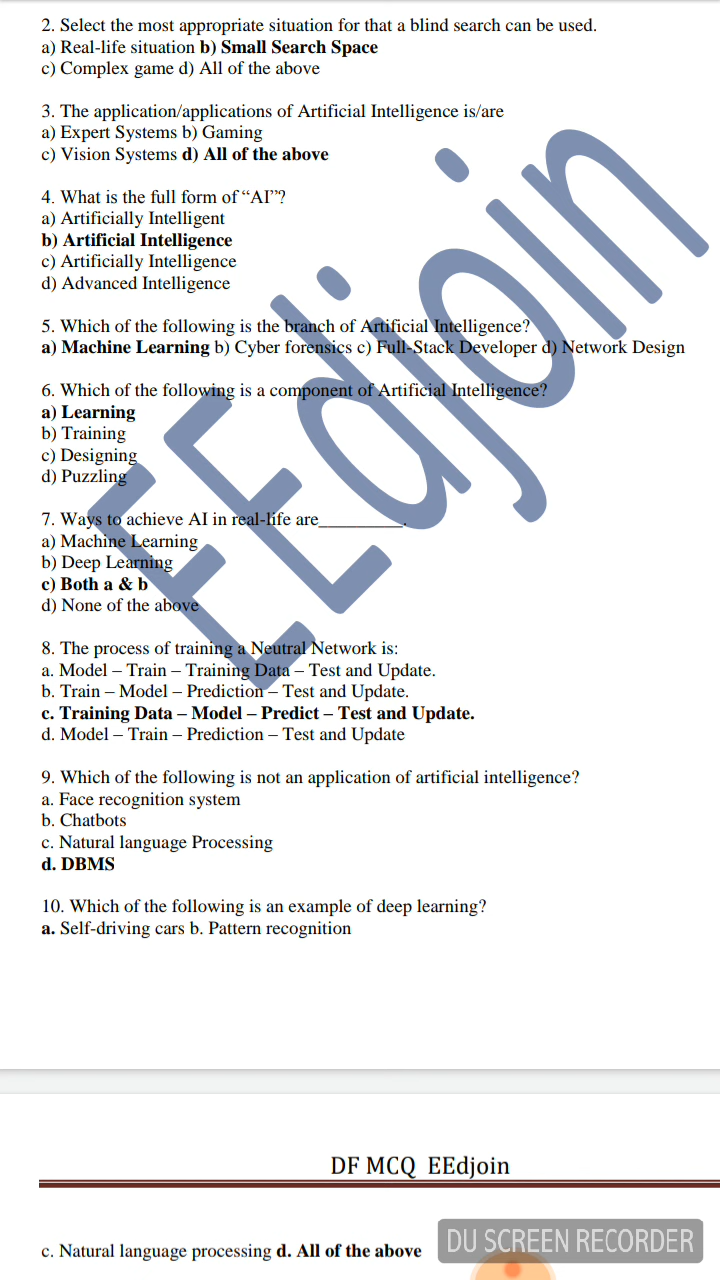 2. Select the most appropriate situation for that a blind search can be used.
a) Real-life situation b) Small Search Space
c) Complex game d) All of the above
3. The application/applications of Artificial Intelligence is/are
a) Expert Systems b) Gaming
c) Vision Systems d) All of the above
4. What is the full form of “AI”?
a) Artificially Intelligent
b) Artificial Intelligence
c) Artificially Intelligence
d) Advanced Intelligence
5. Which of the following is the branch of Artificial Intelligence?
a) Machine Learning b) Cyber forensics c) Full-Stack Developer d) Network Design
6. Which of the following is a component of Artificial Intelligence?
a) Learning
b) Training
c) Designing
d) Puzzling
7. Ways to achieve AI in real-life are__________.
a) Machine Learning
b) Deep Learning
c) Both a & b
d) None of the above
8. The process of training a Neutral Network is:
a. Model – Train – Training Data – Test and Update.
b. Train – Model – Prediction – Test and Update.
c. Training Data – Model – Predict – Test and Update.
d. Model – Train – Prediction – Test and Update
9. Which of the following is not an application of artificial intelligence?
a. Face recognition system
b. Chatbots
c. Natural language Processing
d. DBMS
10. Which of the following is an example of deep learning?
a. Self-driving cars b. Pattern recognition
EEdjoin
DF MCQ EEdjoin
c. Natural language processing d. All of the above
DU SCREEN RECORDER